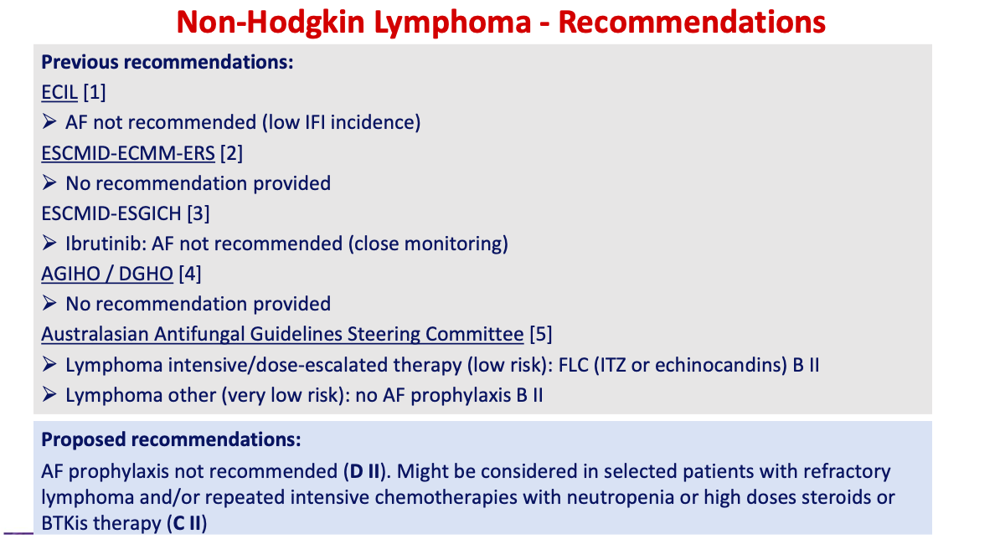 Non-Hodgkin Lymphoma - Recommendations
Previous recommendations:
ECIL [1]
➢ AF not recommended (low IFI incidence)
ESCMID-ECMM-ERS [2]
➢ No recommendation provided
ESCMID-ESGICH [3]
➢ Ibrutinib: AF not recommended (close monitoring)
AGIHO / DGHO [4]
➢ No recommendation provided
Australasian Antifungal Guidelines Steering Committee [5]
➢ Lymphoma intensive/dose-escalated therapy (low risk): FLC (ITZ or echinocandins) B II
➢ Lymphoma other (very low risk): no AF prophylaxis B II
Proposed recommendations:
AF prophylaxis not recommended (D II). Might be considered in selected patients with refractory
lymphoma and/or repeated intensive chemotherapies with neutropenia or high doses steroids or
BTKis therapy (C II)